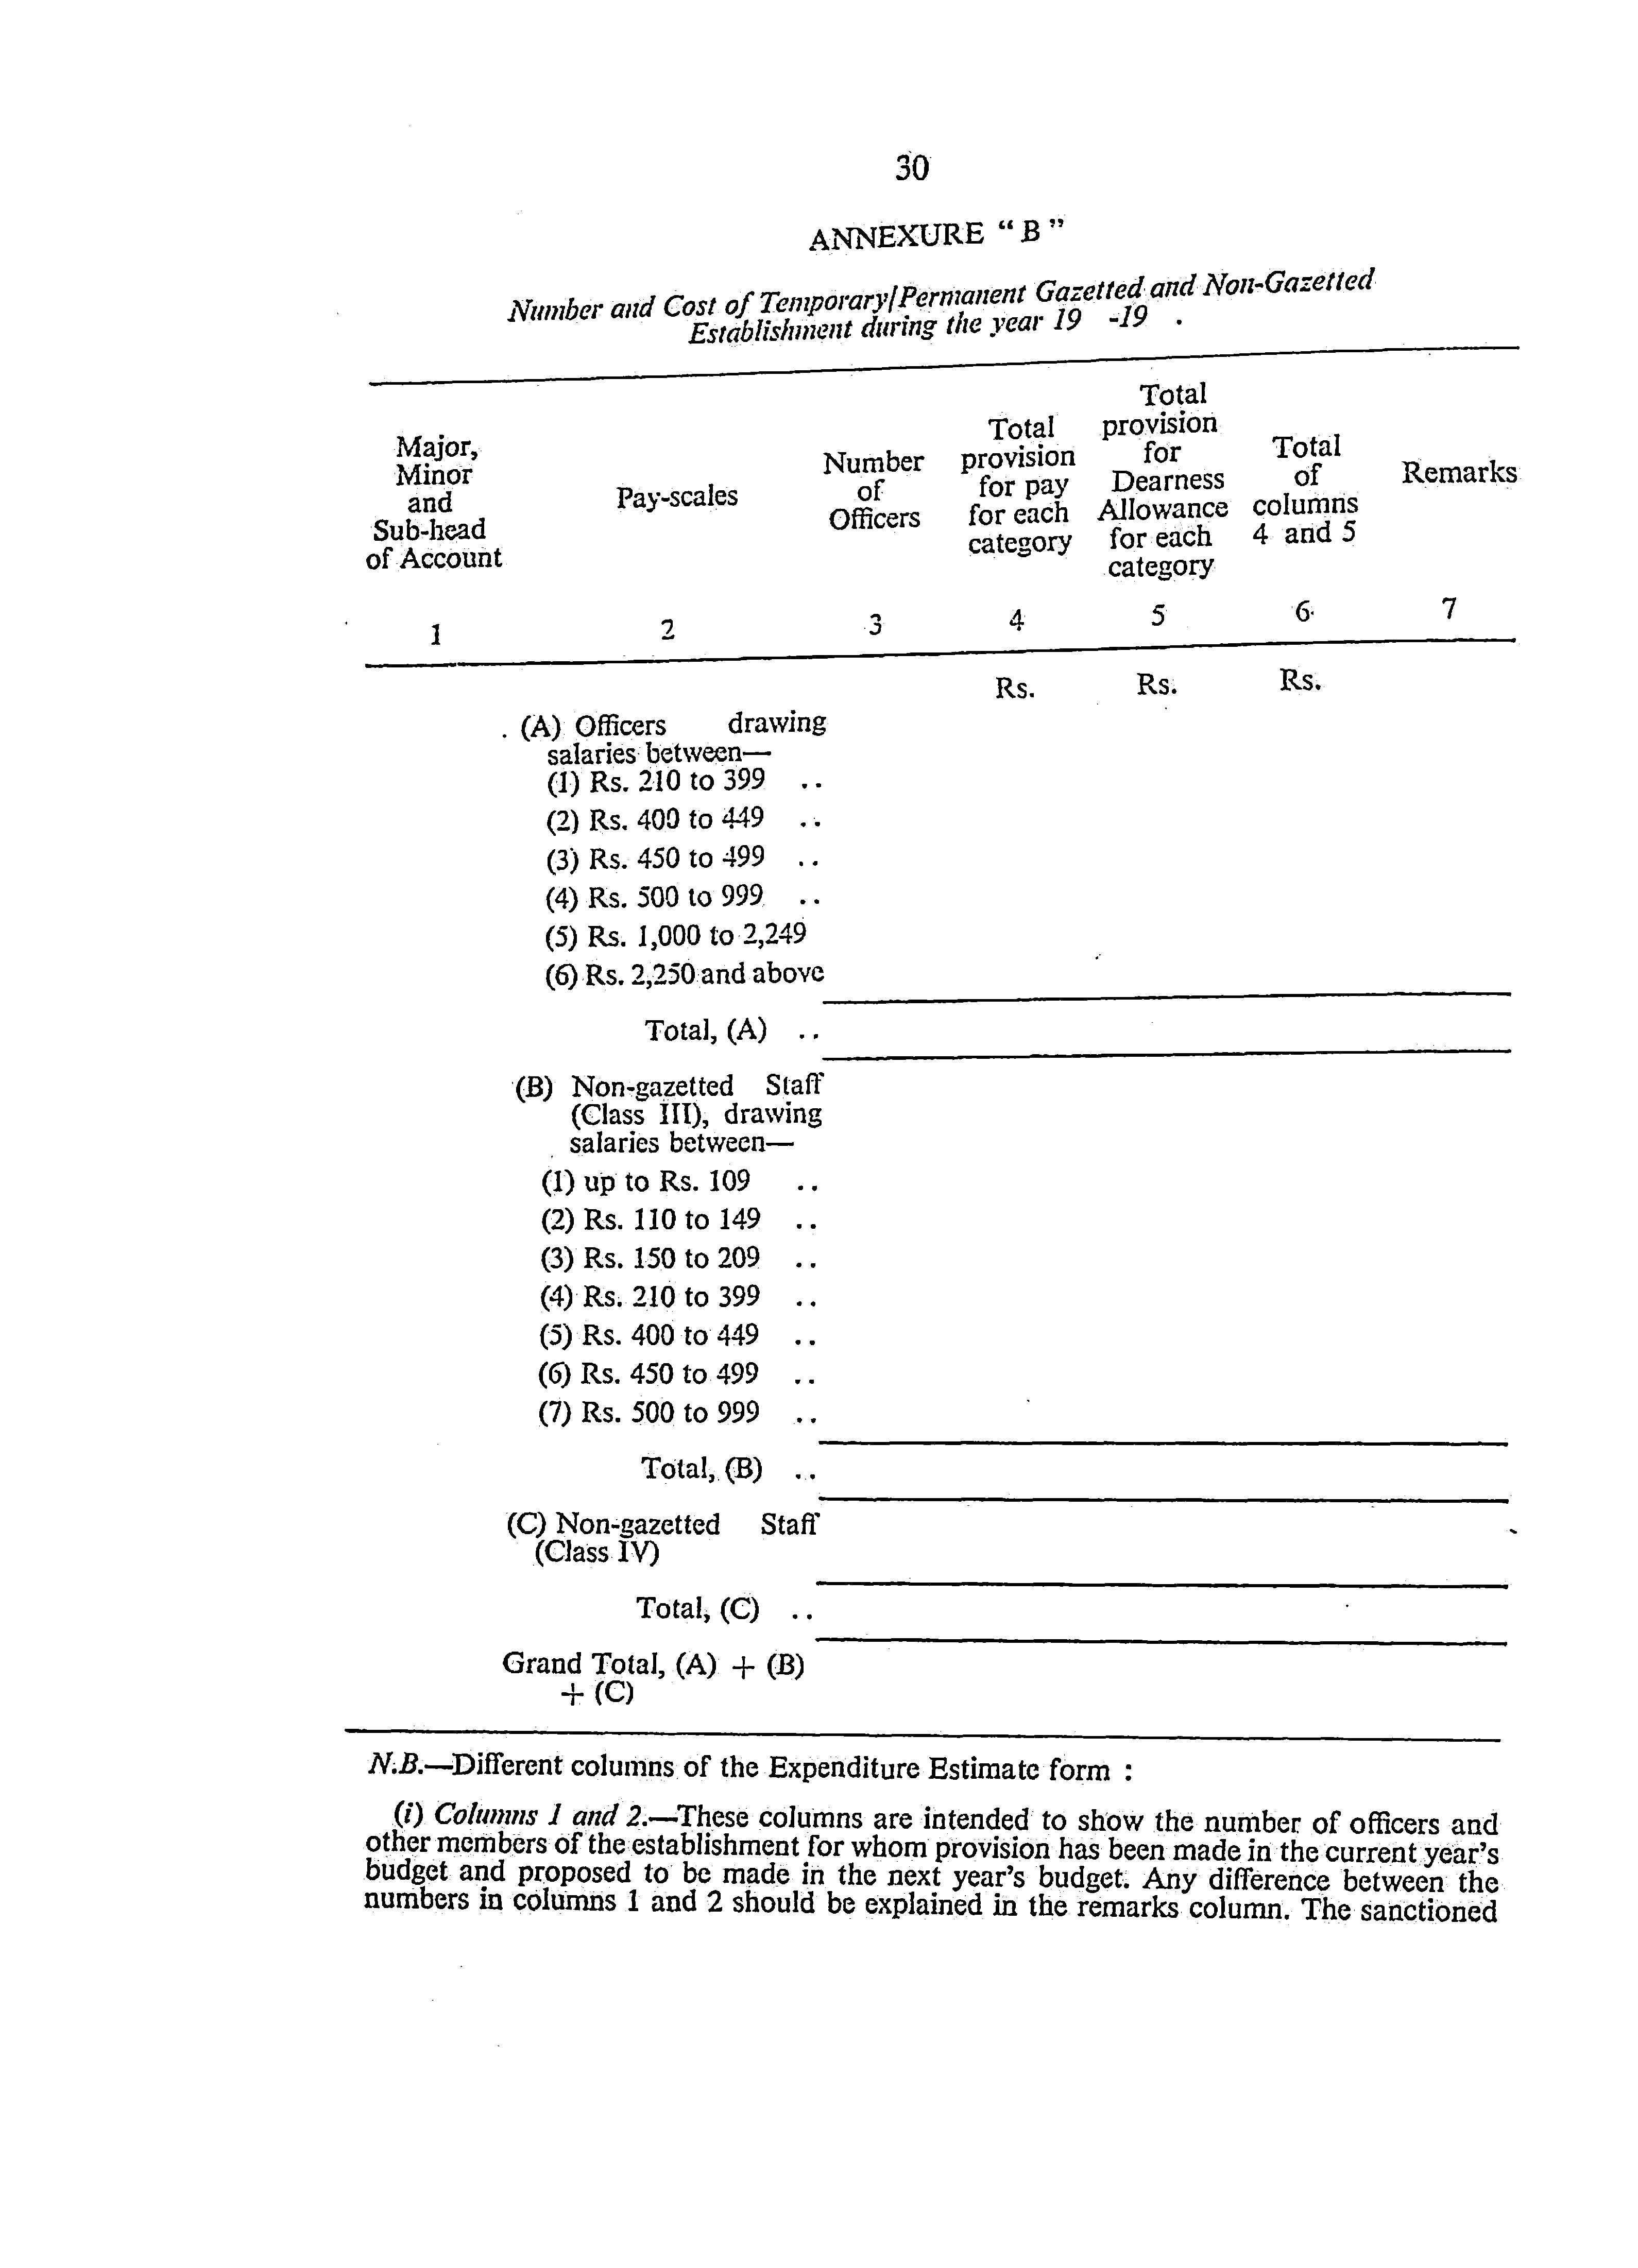 30
ANNEXURE “ B ”
Number and Cost of Temporary/Permanent Gazetted and Non-Gazetted
Establishment during the year 19 -19 .
Major,
Minor
and
Sub-head
of Account
Pay-scales
Number
of
Officers
Total
provision
for pay
for each
category
Total
provision
for
Dearness
Allowance
for each
category
Total
of
columns
4 and 5
Remarks
1 2 3 4 5 6 7
Rs. Rs. Rs.
(A) Officers drawing
salaries between—
(1) Rs. 210 to 399 ..
(2) Rs. 400 to 449 ..
(3) Rs. 450 to 499 ..
(4) Rs. 500 to 999 ..
(5) Rs. 1,000 to 2,249
(6) Rs. 2,250 and above
Total, (A) ..
(B) Non-gazetted Staff
(Class III), drawing
salaries between—
(1) up to Rs. 109 ..
(2) Rs. 110 to 149 ..
(3) Rs. 150 to 209 ..
(4) Rs. 210 to 399 ..
(5) Rs. 400 to 449 ..
(6) Rs. 450 to 499 ..
(7) Rs. 500 to 999 ..
Total, (B) ..
(C) Non-gazetted Staff
(Class IV)
Total, (C) ..
Grand Total, (A) + (B)
+ (C)
N.B.—Different columns of the Expenditure Estimate form :
(i) Columns 1 and 2.—These columns are intended to show the number of officers and
other members of the establishment for whom provision has been made in the current year’s
budget and proposed to be made in the next year’s budget. Any difference between the
numbers in columns 1 and 2 should be explained in the remarks column. The sanctioned